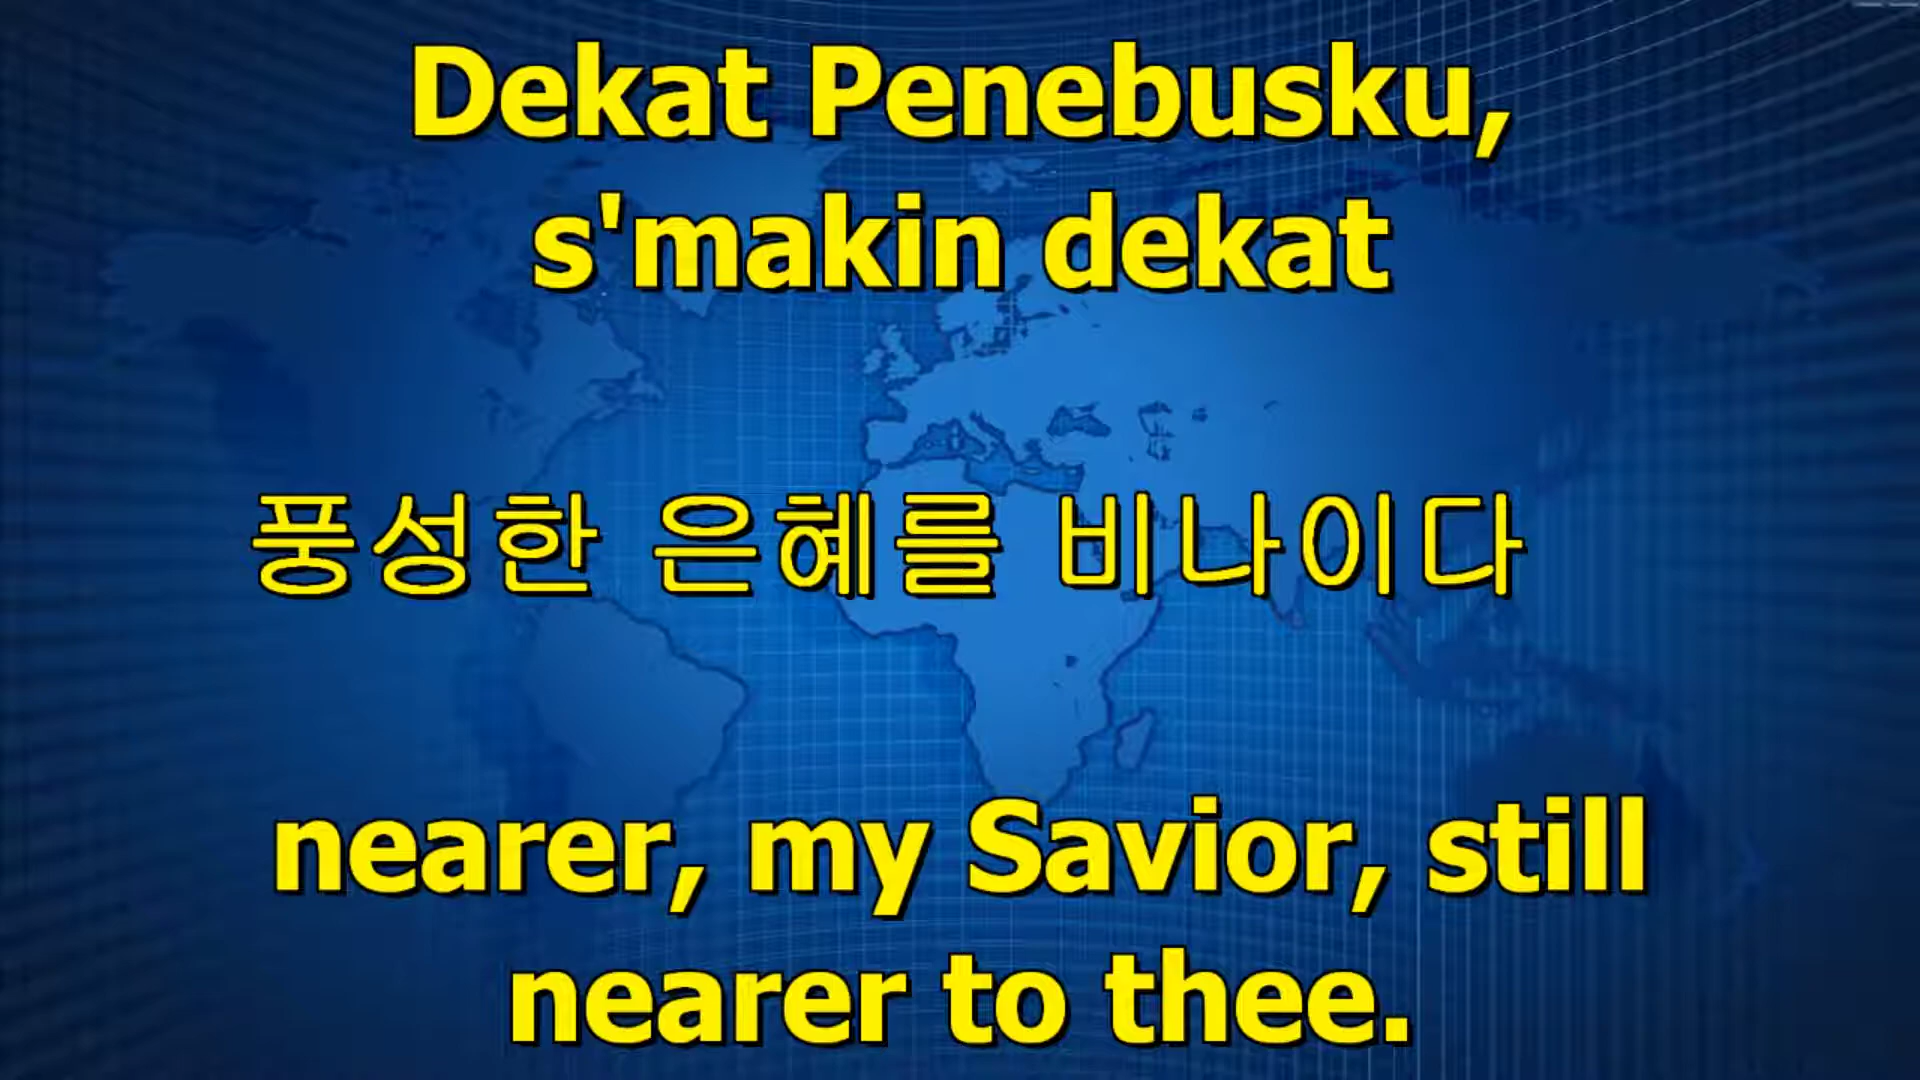 Dekat Penebusku,
s'makin dekat
풍성한 은혜를 비나이다
nearer, my Savior, still
nearer to thee.